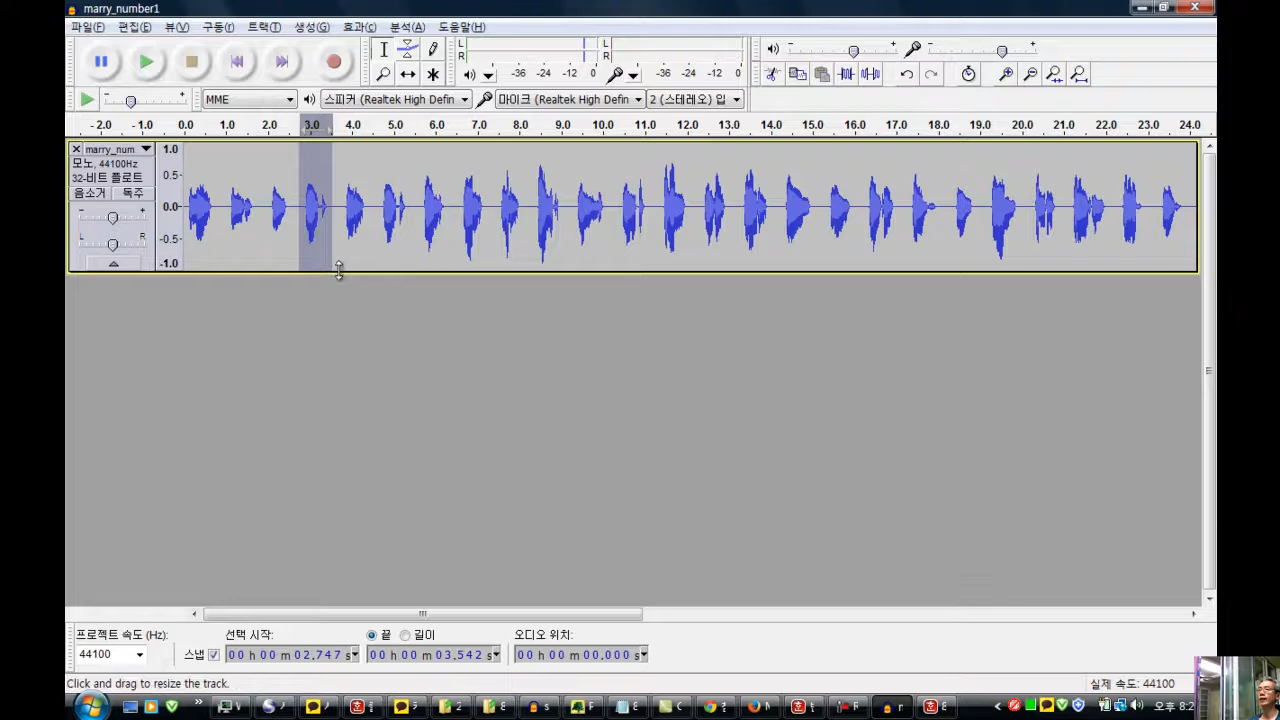 marry_number1
파일(F) 편집(E) 뷰(V) 구동(r) 트랙(T) 생성(G) 효과(c) 분석(A) 도움말(H)
L R -36 -24 -12 0 L R -36 -24 -12 0
MME 스피커 (Realtek High Defin 마이크 (Realtek High Defin 2 (스테레오) 입
- 2.0 - 1.0 0.0 1.0 2.0 3.0 4.0 5.0 6.0 7.0 8.0 9.0 10.0 11.0 12.0 13.0 14.0 15.0 16.0 17.0 18.0 19.0 20.0 21.0 22.0 23.0 24.0
marry_num 1.0
모노, 44100Hz
32-비트 플로트 0.5
음소거 독주
0.0
- +
L R -0.5
-1.0
프로젝트 속도 (Hz): 선택 시작: 끝 길이 오디오 위치:
44100 스냅 00 h 00 m 02.747 s 00 h 00 m 03.542 s 00 h 00 m 00.000 s
Click and drag to resize the track. 실제 속도: 44100
오후 8:2